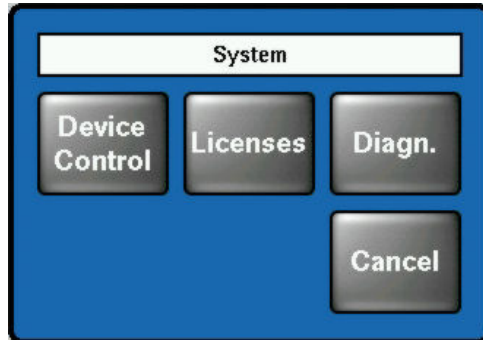 System
Device
Control
Licenses
Diagn.
Cancel